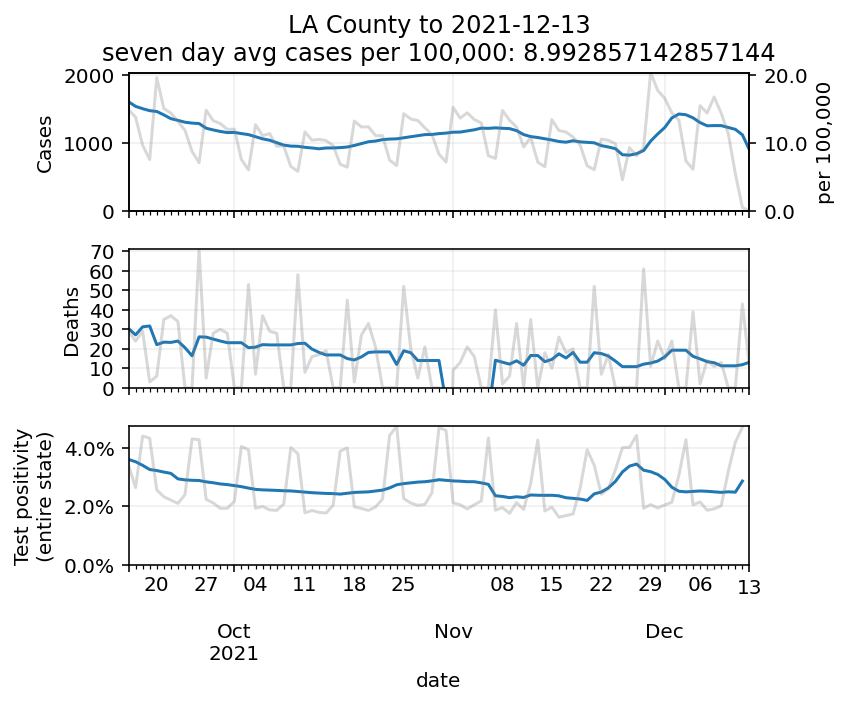 LA County to 2021-12-13
seven day avg cases per 100,000: 8.992857142857144
2000
1000
0
Cases
20.0
10.0
0.0
per 100,000
70
60
50
40
30
20
10
0
Deaths
4.0%
2.0%
0.0%
Test positivity
(entire state)
20 27 04 11 18 25 08 15 22 29 06 13
Oct Nov Dec
2021
date